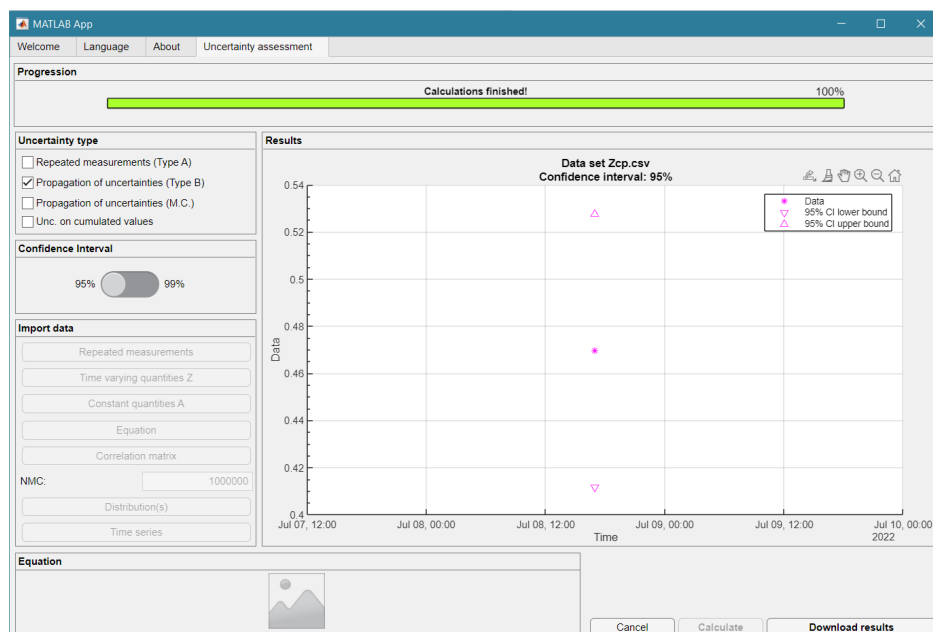 MATLAB App
Welcome Language About Uncertainty assessment
Progression
Calculations finished! 100%
Uncertainty type
Repeated measurements (Type A)
Propagation of uncertainties (Type B)
Propagation of uncertainties (M.C.)
Unc. on cumulated values
Confidence Interval
95% 99%
Import data
Repeated measurements
Time varying quantities Z
Constant quantities A
Equation
Correlation matrix
NMC: 1000000
Distribution(s)
Time series
Results
Data set Zcp.csv
Confidence interval: 95%
Data
95% CI lower bound
95% CI upper bound
0.54
0.52
0.5
0.48
0.46
0.44
0.42
0.4
Data
Jul 07, 12:00 Jul 08, 00:00 Jul 08, 12:00 Jul 09, 00:00 Jul 09, 12:00 Jul 10, 00:00
Time 2022
Equation
Cancel Calculate Download results